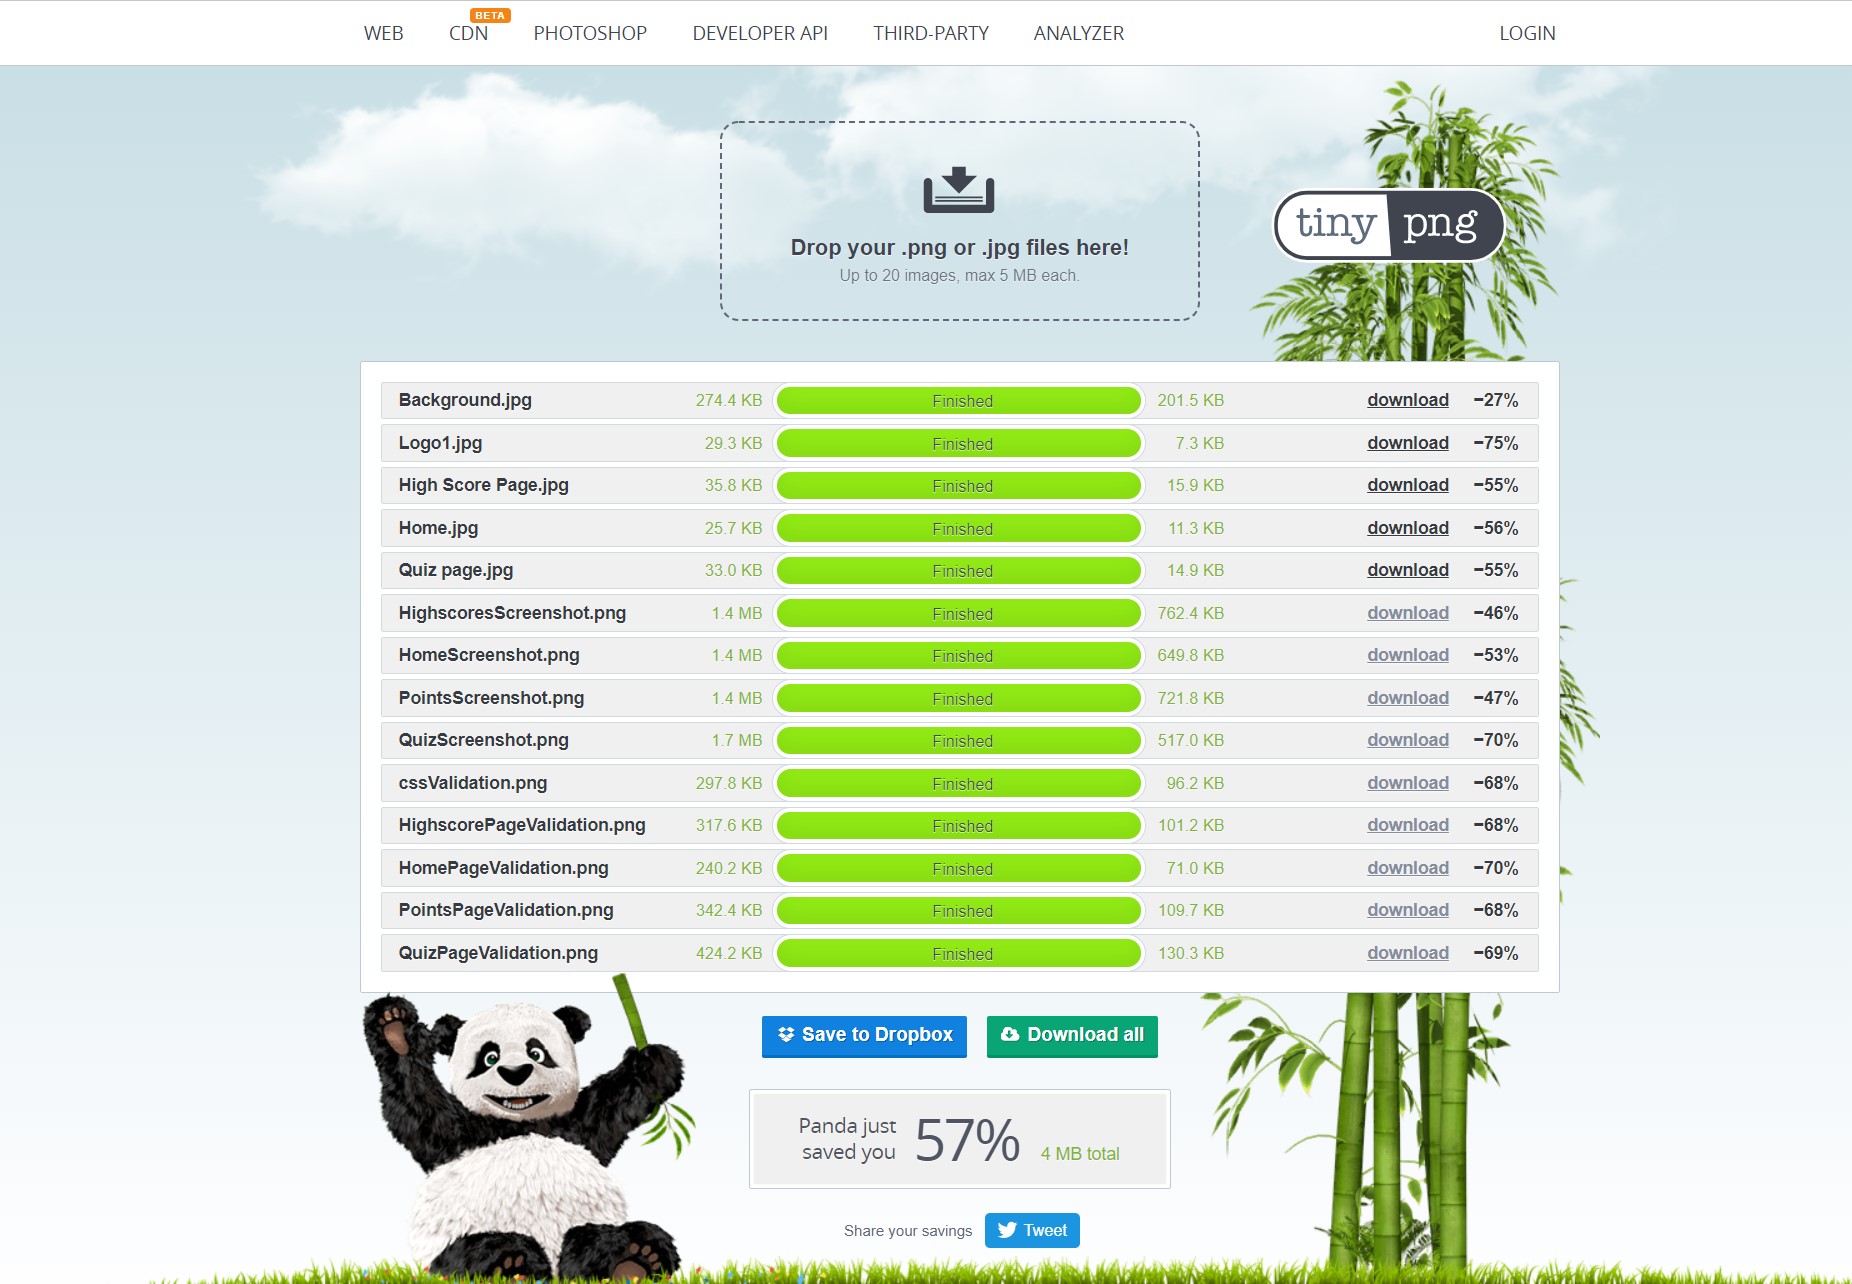 WEB CDN BETA PHOTOSHOP DEVELOPER API THIRD-PARTY ANALYZER LOGIN
Drop your .png or .jpg files here!
Up to 20 images, max 5 MB each.
tiny png
Background.jpg 274.4 KB Finished 201.5 KB download −27%
Logo1.jpg 29.3 KB Finished 7.3 KB download −75%
High Score Page.jpg 35.8 KB Finished 15.9 KB download −55%
Home.jpg 25.7 KB Finished 11.3 KB download −56%
Quiz page.jpg 33.0 KB Finished 14.9 KB download −55%
HighscoresScreenshot.png 1.4 MB Finished 762.4 KB download −46%
HomeScreenshot.png 1.4 MB Finished 649.8 KB download −53%
PointsScreenshot.png 1.4 MB Finished 721.8 KB download −47%
QuizScreenshot.png 1.7 MB Finished 517.0 KB download −70%
cssValidation.png 297.8 KB Finished 96.2 KB download −68%
HighscorePageValidation.png 317.6 KB Finished 101.2 KB download −68%
HomePageValidation.png 240.2 KB Finished 71.0 KB download −70%
PointsPageValidation.png 342.4 KB Finished 109.7 KB download −68%
QuizPageValidation.png 424.2 KB Finished 130.3 KB download −69%
Save to Dropbox Download all
Panda just
saved you 57% 4 MB total
Share your savings Tweet